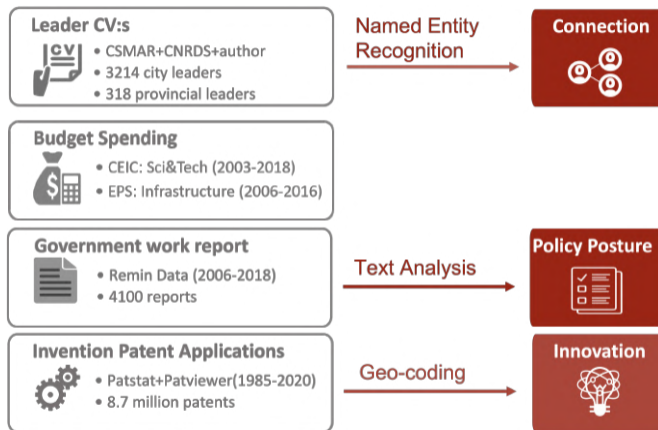 Leader CV:s
CV
• CSMAR+CNRDS+author
• 3214 city leaders
• 318 provincial leaders
Named Entity
Recognition
Connection
Budget Spending
$
• CEIC: Sci&Tech (2003-2018)
• EPS: Infrastructure (2006-2016)
Government work report
• Remin Data (2006-2018)
• 4100 reports
Text Analysis
Policy Posture
Invention Patent Applications
• Patstat+Patviewer(1985-2020)
• 8.7 million patents
Geo-coding
Innovation